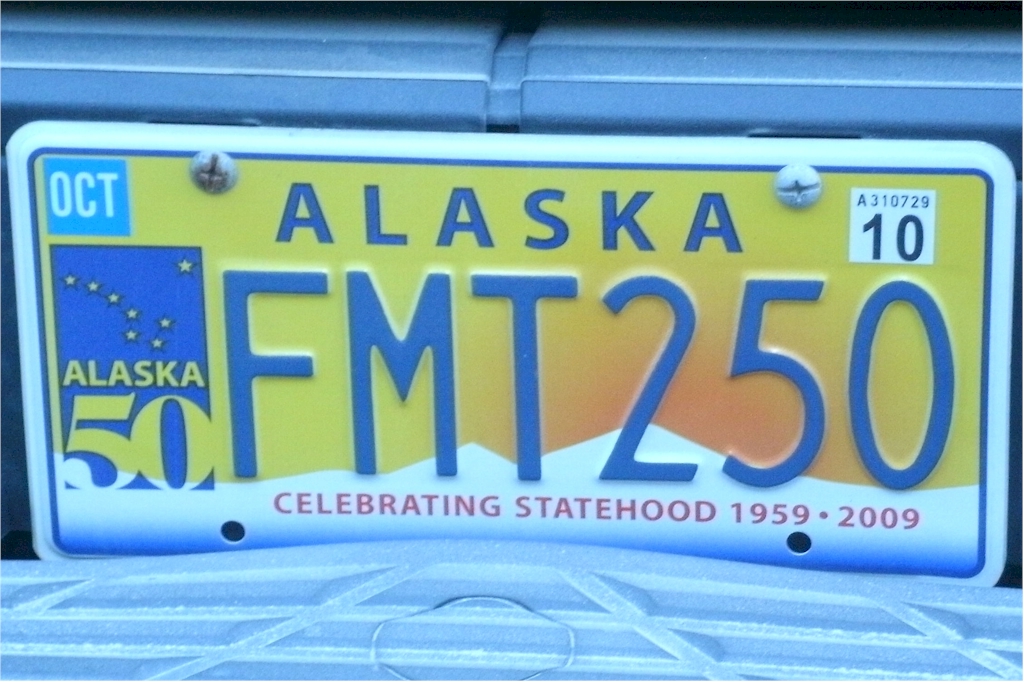 OCT
ALASKA
A310729
10
FMT250
ALASKA
50
CELEBRATING STATEHOOD 1959 • 2009